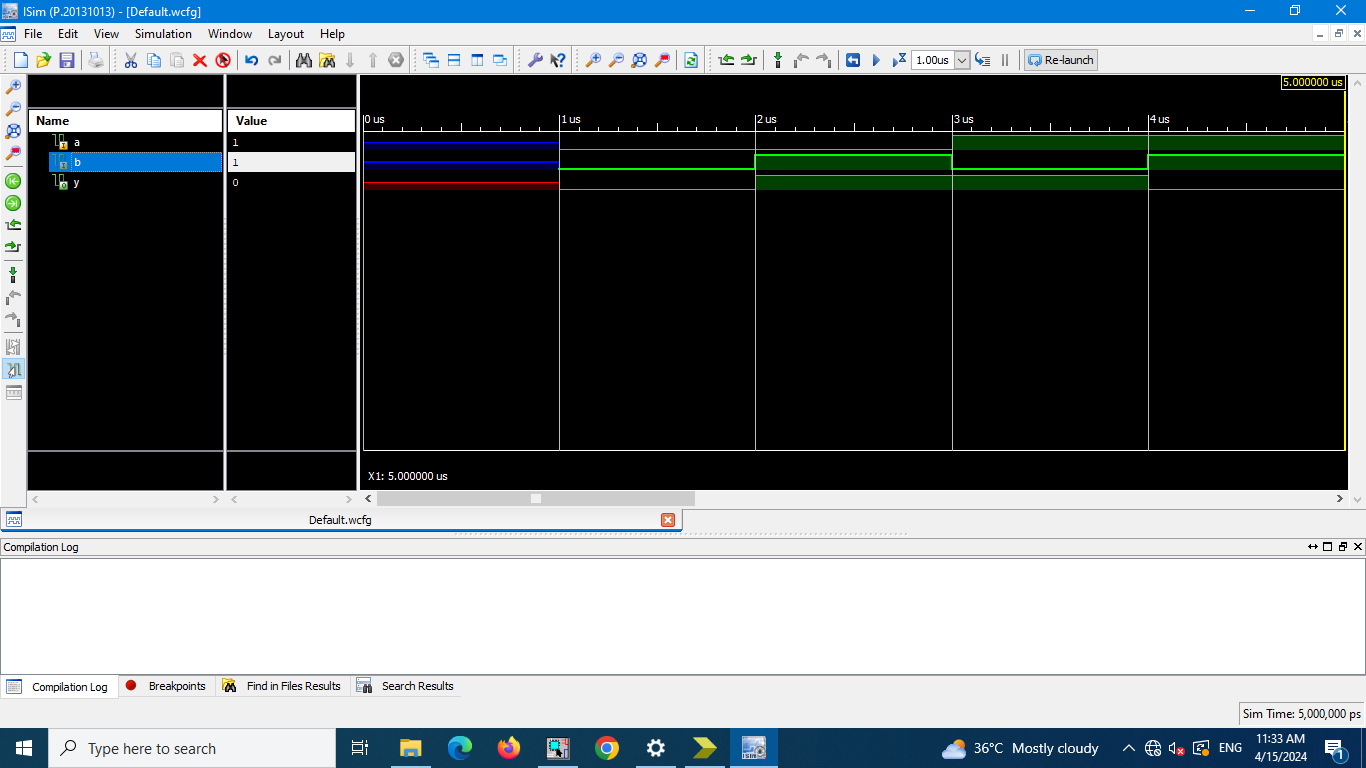 ISim (P.20131013) - [Default.wcfg]
File Edit View Simulation Window Layout Help
1.00us Re-launch
5.000000 us
Name Value
0 us 1 us 2 us 3 us 4 us
a 1
b 1
y 0
X1: 5.000000 us
Default.wcfg
Compilation Log
Compilation Log Breakpoints Find in Files Results Search Results
Sim Time: 5,000,000 ps
Type here to search
36°C Mostly cloudy ENG
11:33 AM
4/15/2024
1